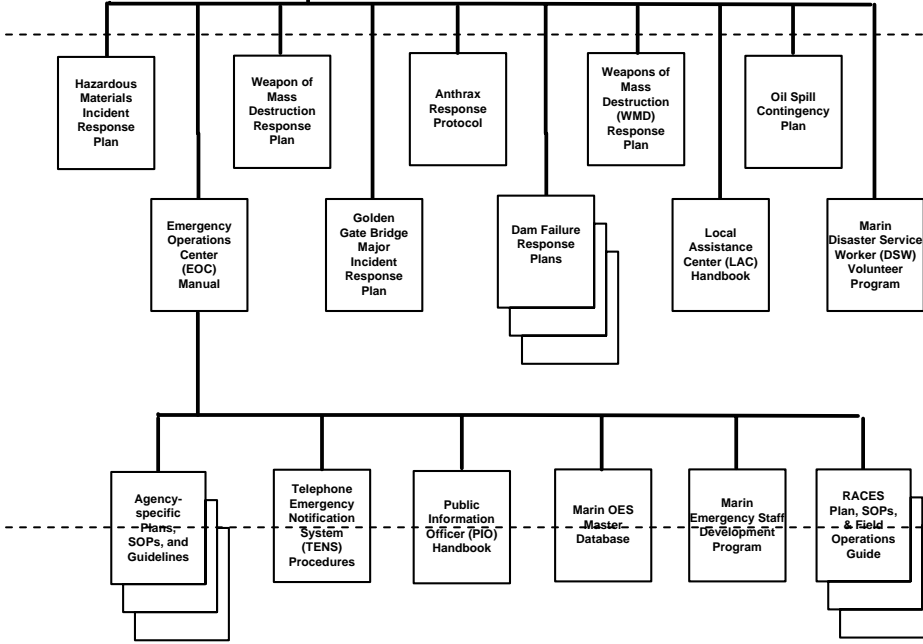 Hazardous
Materials
Incident
Response
Plan
Weapon of
Mass
Destruction
Response
Plan
Anthrax
Response
Protocol
Weapons of
Mass
Destruction
(WMD)
Response
Plan
Oil Spill
Contingency
Plan
Emergency
Operations
Center
(EOC)
Manual
Golden
Gate Bridge
Major
Incident
Response
Plan
Dam Failure
Response
Plans
Local
Assistance
Center (LAC)
Handbook
Marin
Disaster Service
Worker (DSW)
Volunteer
Program
Agency-
specific
Plans,
SOPs, and
Guidelines
Telephone
Emergency
Notification
System
(TENS)
Procedures
Public
Information
Officer (PIO)
Handbook
Marin OES
Master
Database
Marin
Emergency Staff
Development
Program
RACES
Plan, SOPs,
& Field
Operations
Guide